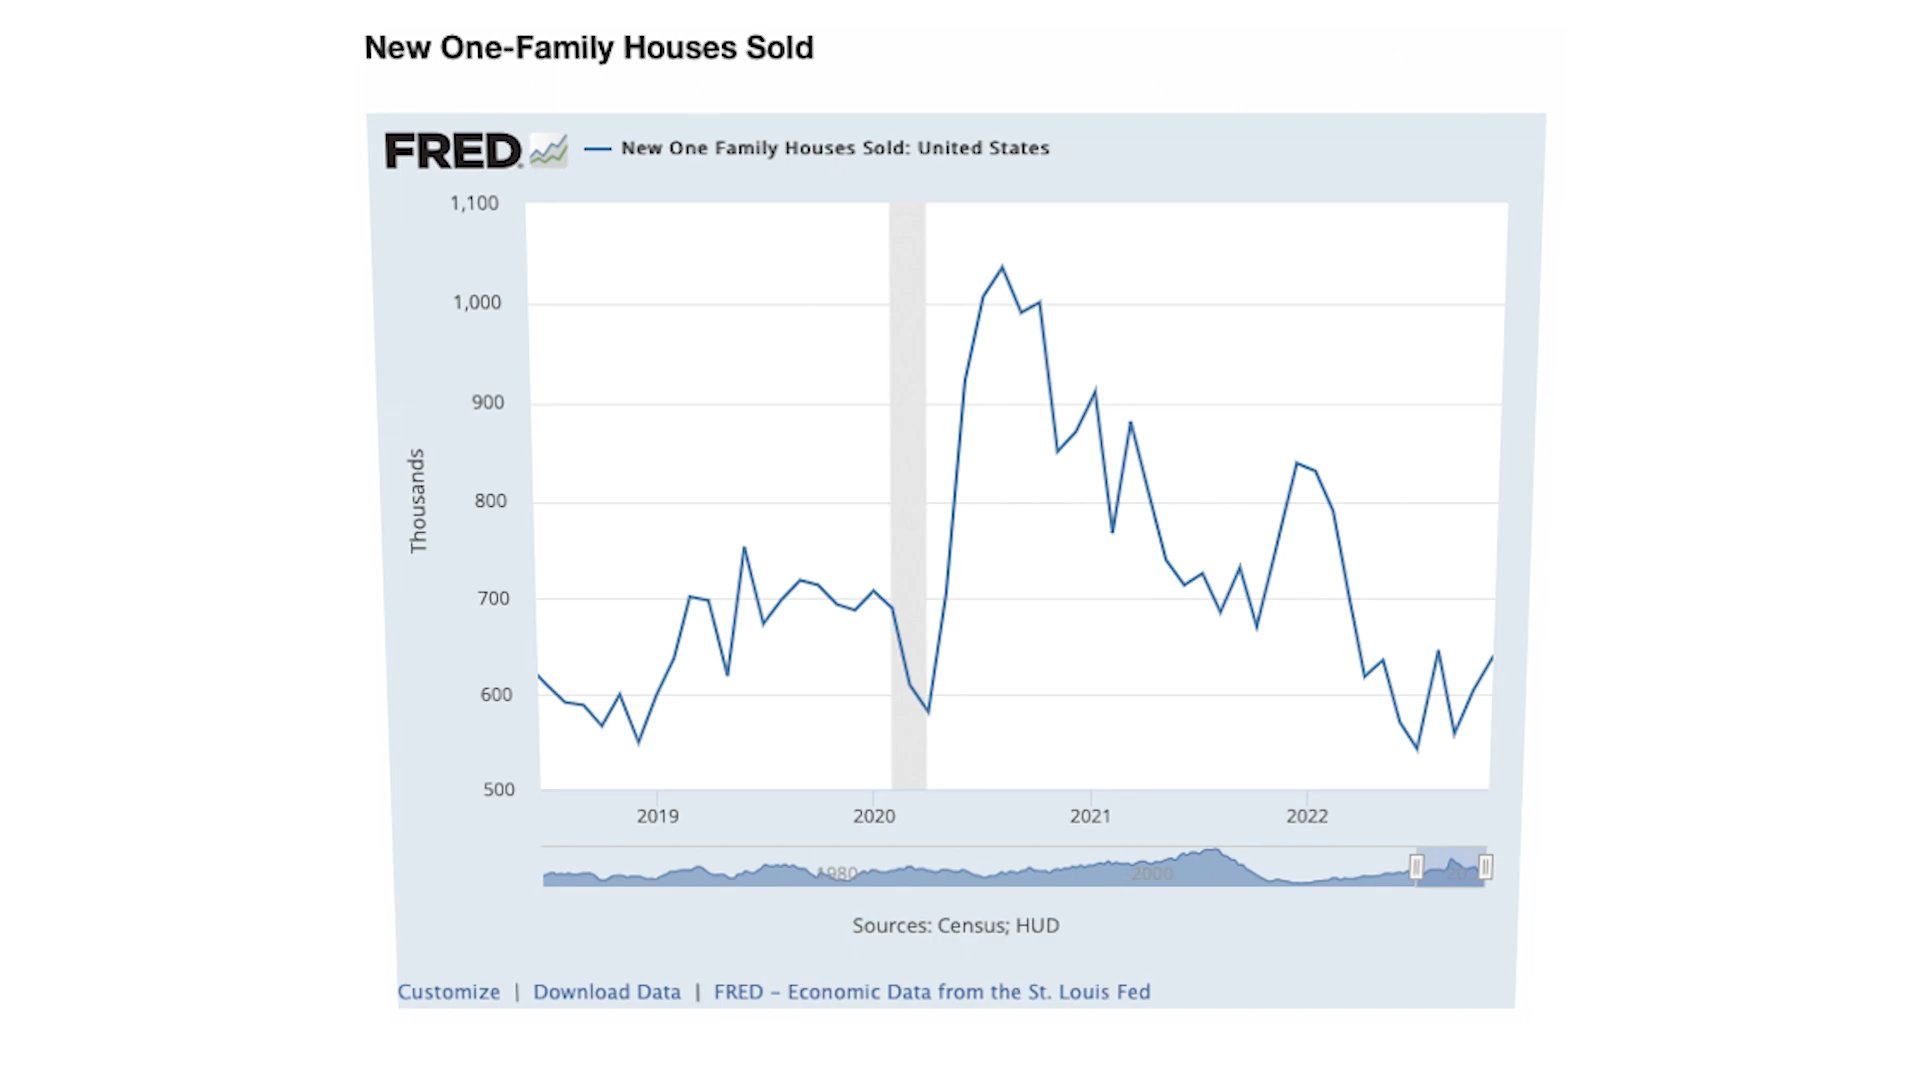 New One-Family Houses Sold
FRED
New One Family Houses Sold: United States
1,100
1,000
900
800
700
600
500
Thousands
2019
2020
2021
2022
1980
2000
Sources: Census; HUD
Customize | Download Data | FRED – Economic Data from the St. Louis Fed